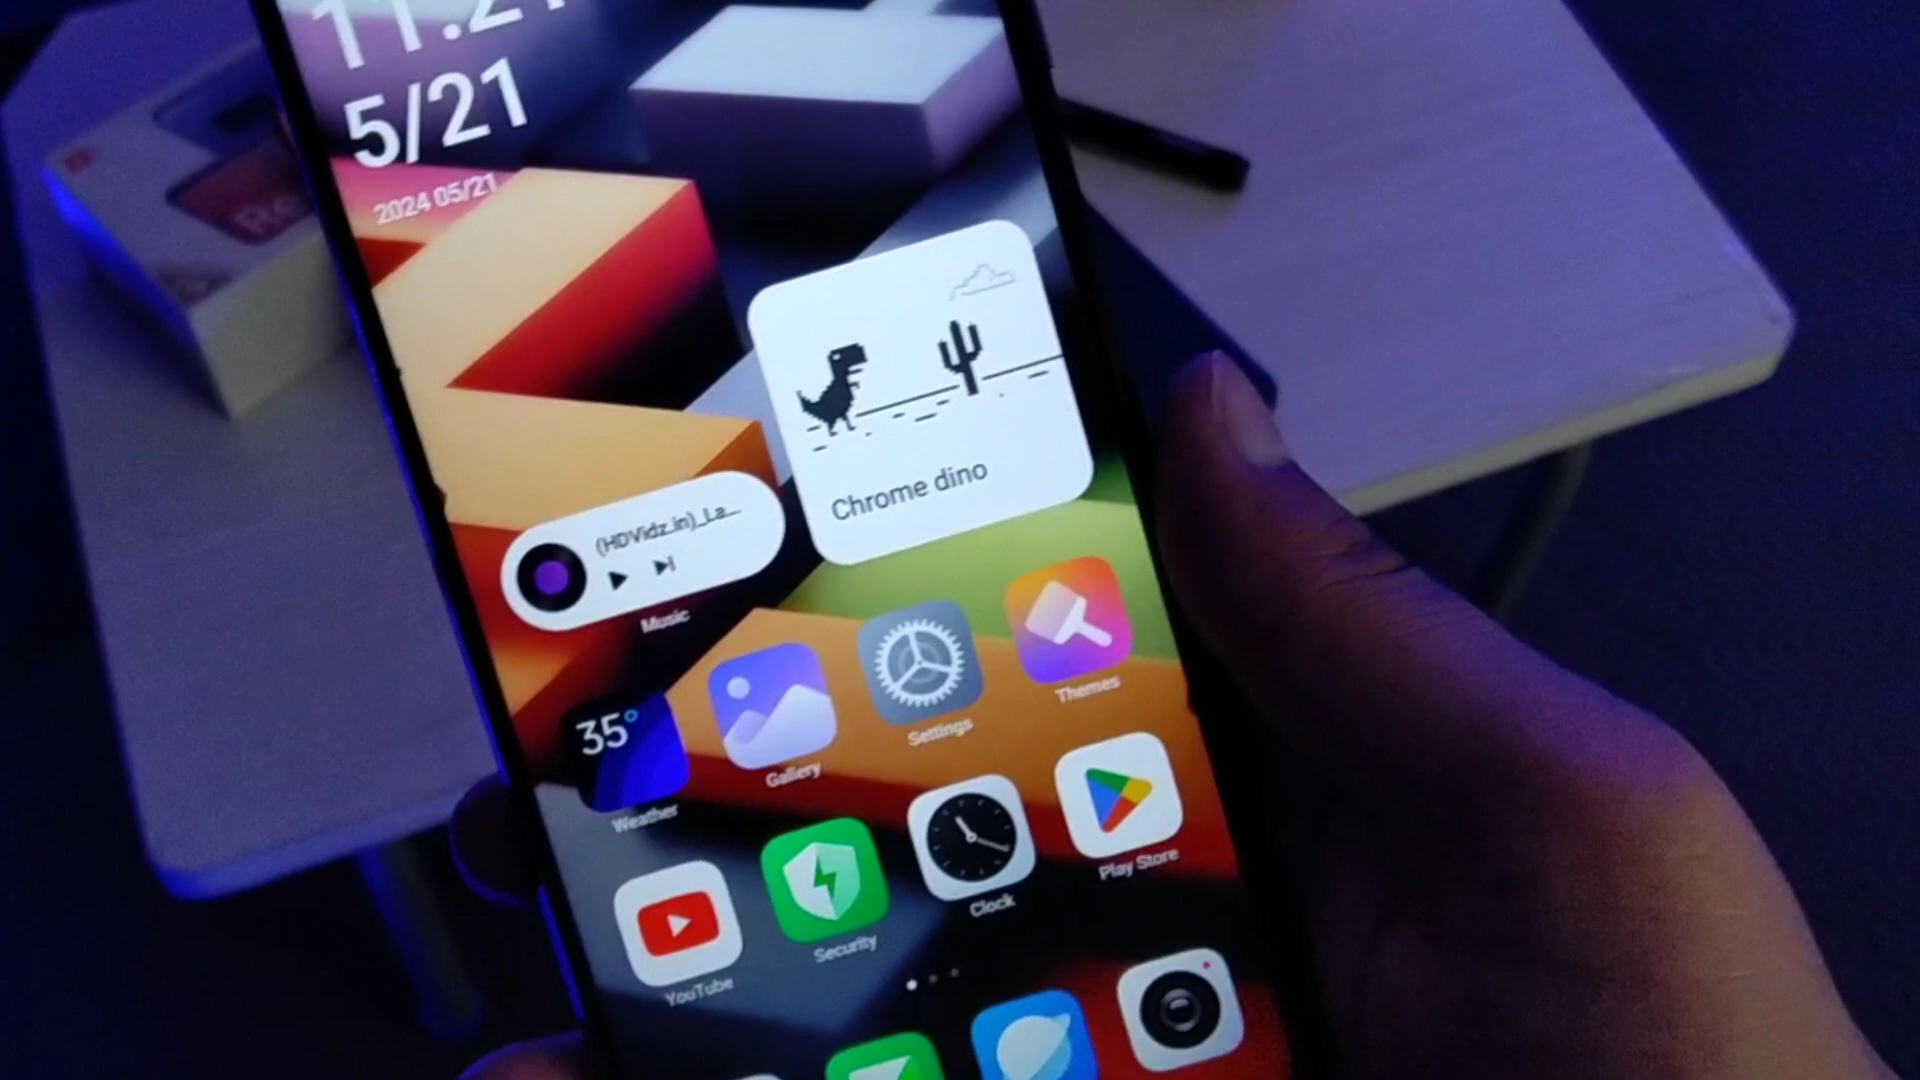 5/21
2024 05/21
Chrome dino
(HDVidz.in)_La...
Music
35°
Weather
Gallery
Settings
Themes
YouTube
Security
Clock
Play Store